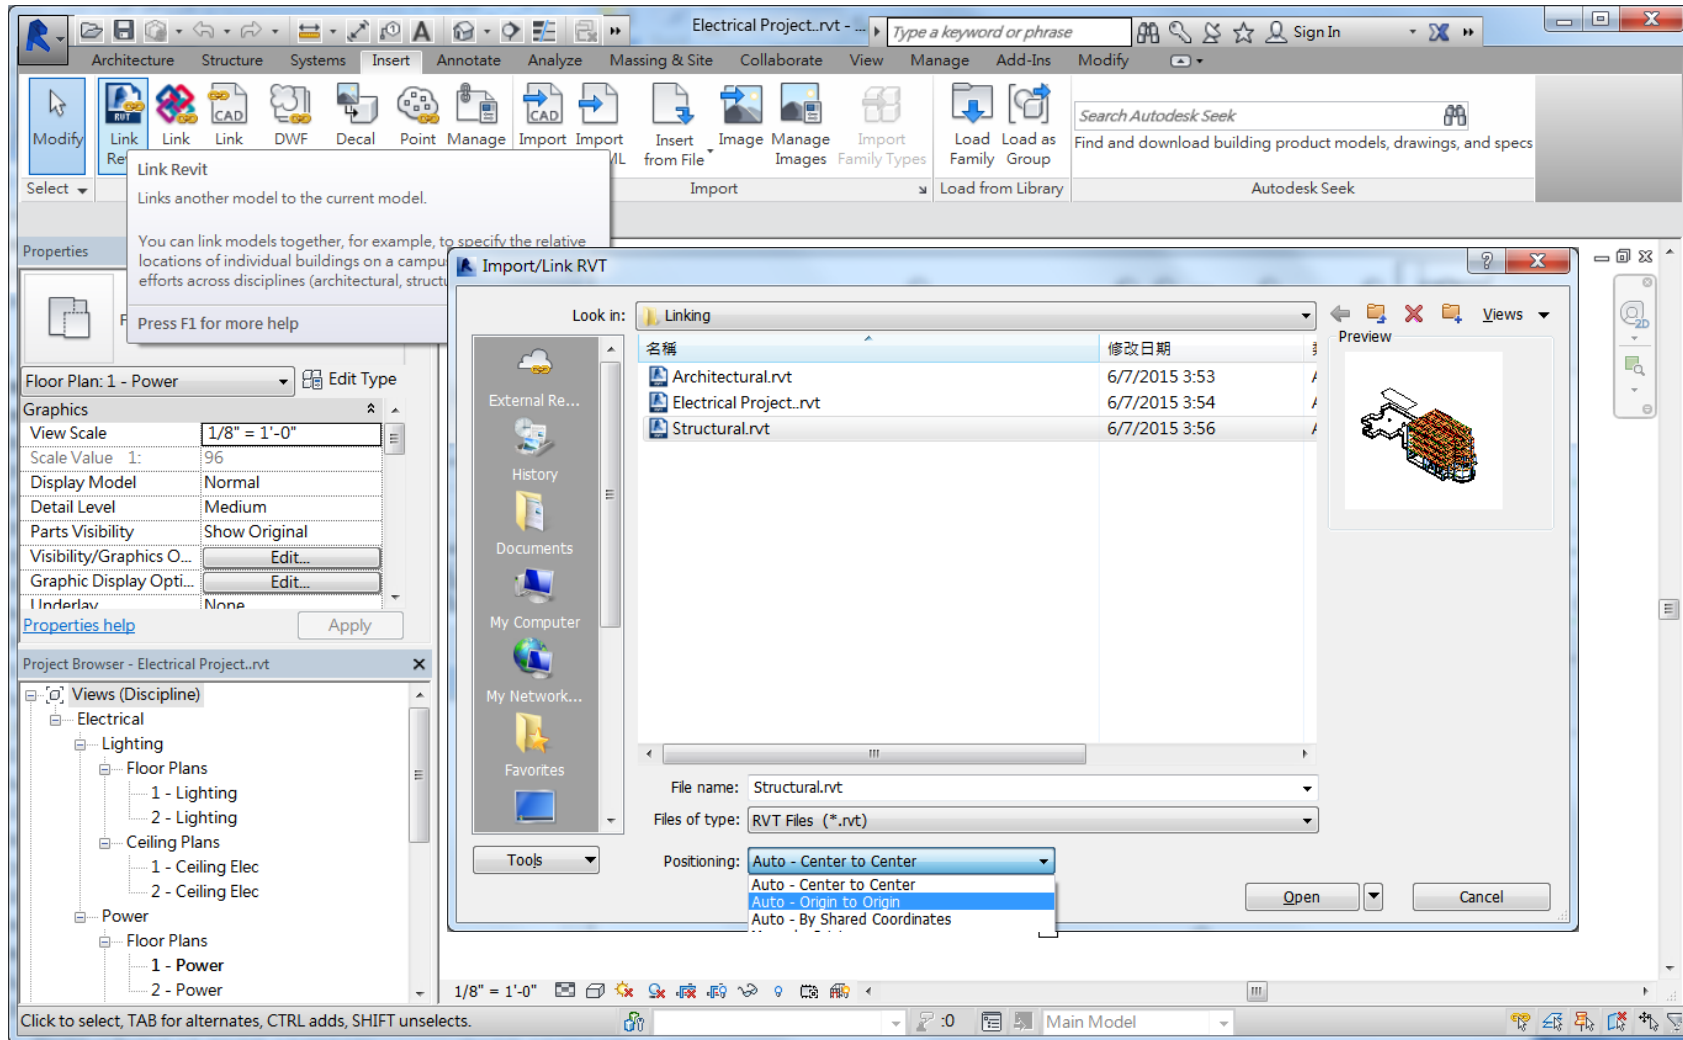 Electrical Project..rvt - ...
Type a keyword or phrase
Sign In
Architecture Structure Systems Insert Annotate Analyze Massing & Site Collaborate View Manage Add-Ins Modify
Modify
Link
Link
Link
DWF
Decal
Point
Manage
Import
Import
Insert
from File
Image
Manage
Images
Import
Family Types
Load
Family
Load as
Group
Search Autodesk Seek
Find and download building product models, drawings, and specs
Select
Import
Load from Library
Autodesk Seek
Link Revit
Links another model to the current model.
You can link models together, for example, to specify the relative
locations of individual buildings on a
efforts across disciplines (architectural,
Press F1 for more help
Properties
Floor Plan: 1 - Power
Edit Type
Graphics
View Scale 1/8" = 1'-0"
Scale Value 1: 96
Display Model Normal
Detail Level Medium
Parts Visibility Show Original
Visibility/Graphics O... Edit...
Graphic Display Opti... Edit...
Underlay None
Properties help
Apply
Project Browser - Electrical Project..rvt
Views (Discipline)
Electrical
Lighting
Floor Plans
1 - Lighting
2 - Lighting
Ceiling Plans
1 - Ceiling Elec
2 - Ceiling Elec
Power
Floor Plans
1 - Power
2 - Power
Import/Link RVT
Look in: Linking
Views
名稱 修改日期
Architectural.rvt 6/7/2015 3:53
Electrical Project..rvt 6/7/2015 3:54
Structural.rvt 6/7/2015 3:56
Preview
External Re...
History
Documents
My Computer
My Network...
Favorites
File name: Structural.rvt
Files of type: RVT Files (*.rvt)
Tools
Positioning: Auto - Center to Center
Auto - Center to Center
Auto - Origin to Origin
Auto - By Shared Coordinates
Open
Cancel
2D
1/8" = 1'-0"
Click to select, TAB for alternates, CTRL adds, SHIFT unselects.
:0
Main Model